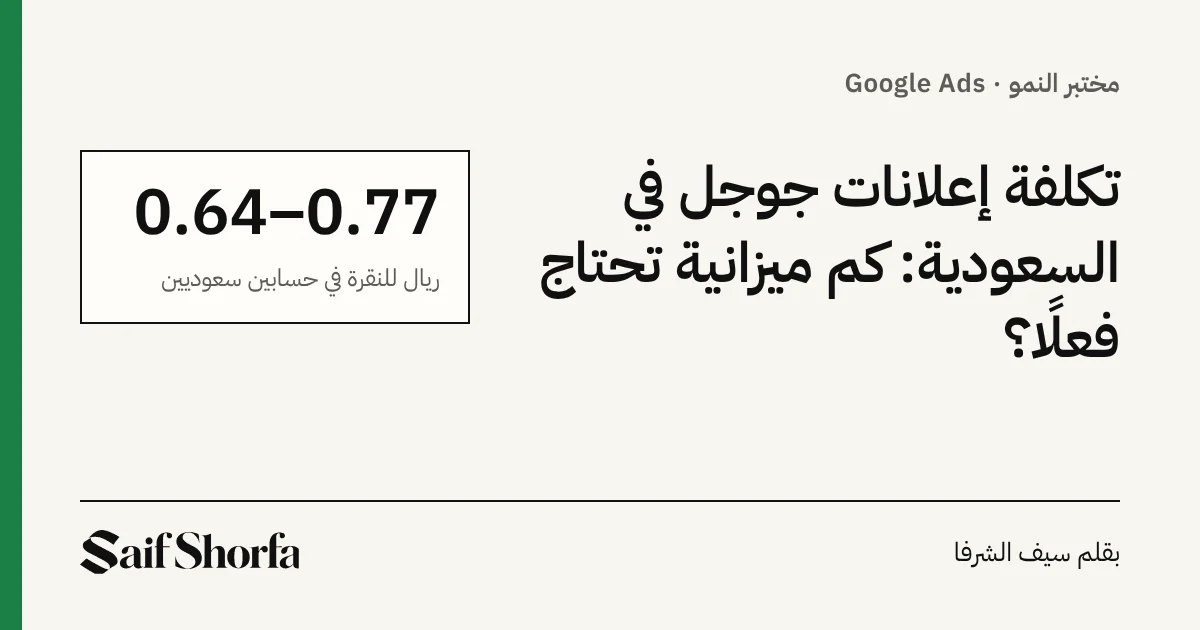 مختبر النمو · Google Ads
تكلفة إعلانات جوجل في
السعودية: كم ميزانية تحتاج
فعلًا؟
0.64–0.77
ريال للنقرة في حسابين سعوديين
بقلم سيف الشرفا
Saif Shorfa